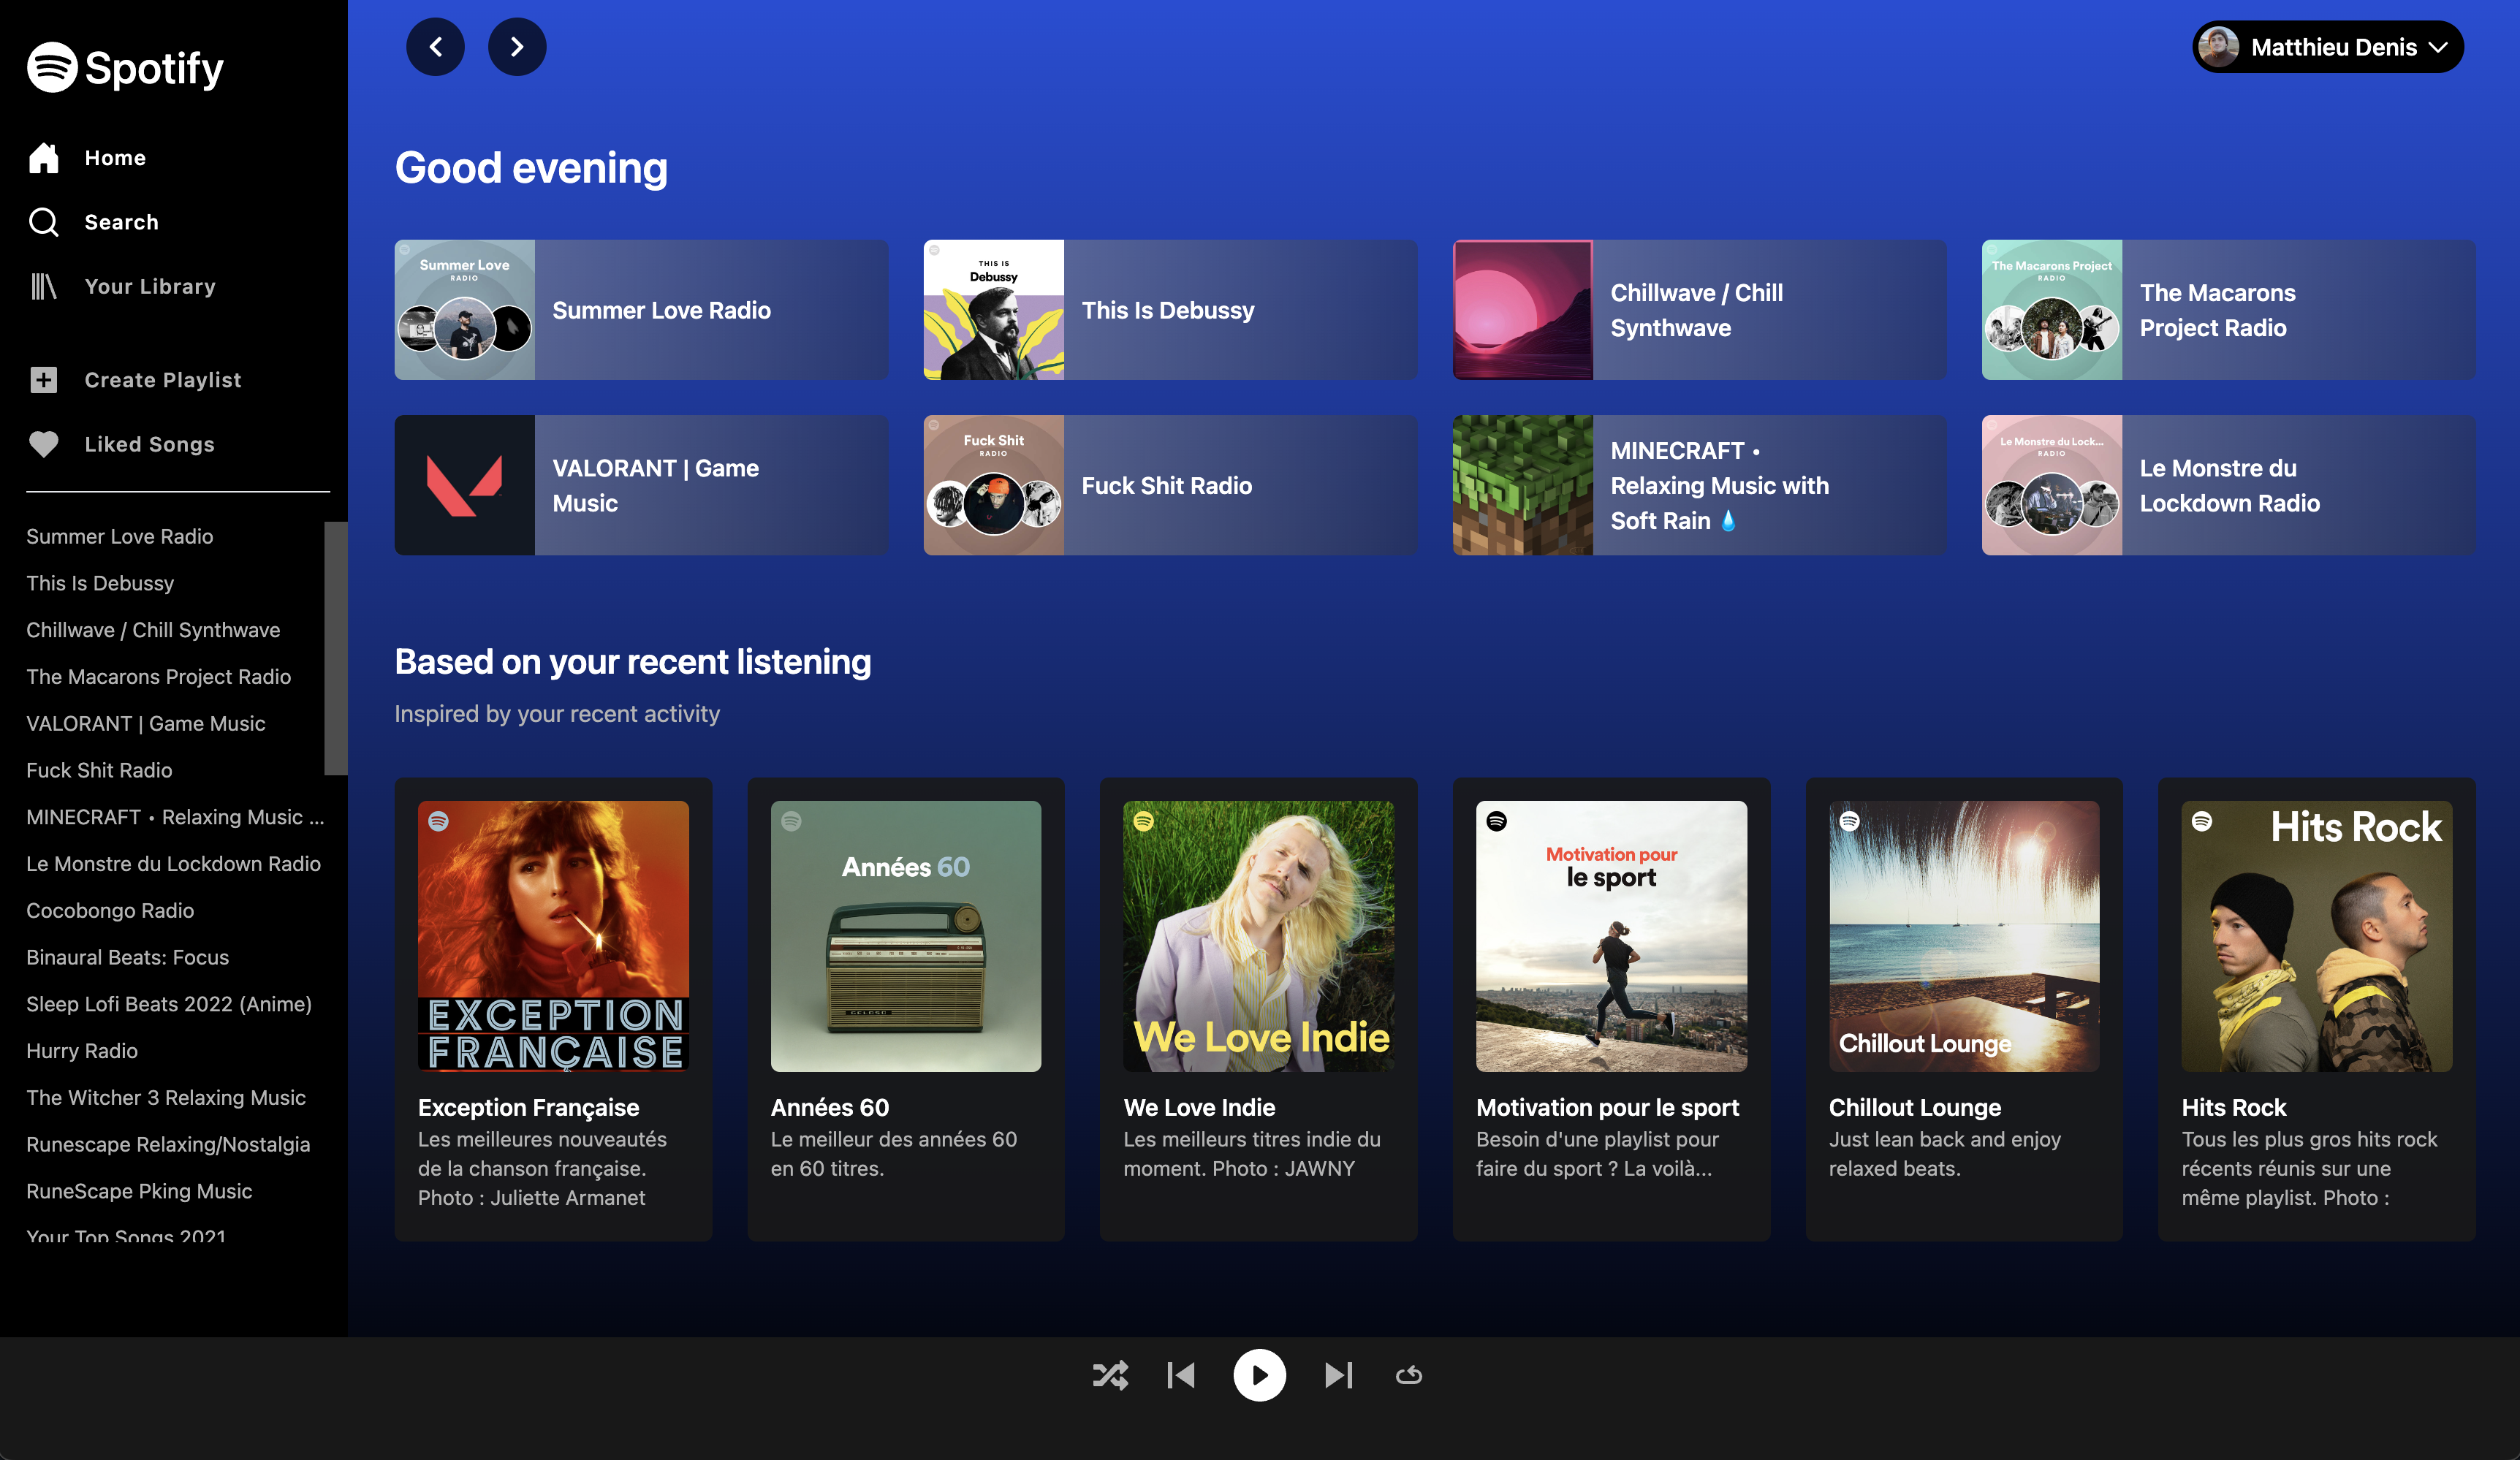 Spotify
Home
Search
Your Library
Create Playlist
Liked Songs
Summer Love Radio
This Is Debussy
Chillwave / Chill Synthwave
The Macarons Project Radio
VALORANT | Game Music
Fuck Shit Radio
MINECRAFT • Relaxing Music ...
Le Monstre du Lockdown Radio
Cocobongo Radio
Binaural Beats: Focus
Sleep Lofi Beats 2022 (Anime)
Hurry Radio
The Witcher 3 Relaxing Music
Runescape Relaxing/Nostalgia
RuneScape Pking Music
Your Top Songs 2021
Matthieu Denis
Good evening
Summer Love
RADIO
Summer Love Radio
THIS IS
Debussy
This Is Debussy
Chillwave / Chill
Synthwave
The Macarons Project
RADIO
The Macarons
Project Radio
VALORANT | Game
Music
Fuck Shit
RADIO
Fuck Shit Radio
MINECRAFT •
Relaxing Music with
Soft Rain 💧
Le Monstre du Lock...
RADIO
Le Monstre du
Lockdown Radio
Based on your recent listening
Inspired by your recent activity
EXCEPTION
FRANÇAISE
Exception Française
Les meilleures nouveautés
de la chanson française.
Photo : Juliette Armanet
Années 60
Années 60
Le meilleur des années 60
en 60 titres.
We Love Indie
We Love Indie
Les meilleurs titres indie du
moment. Photo : JAWNY
Motivation pour
le sport
Motivation pour le sport
Besoin d'une playlist pour
faire du sport ? La voilà...
Chillout Lounge
Chillout Lounge
Just lean back and enjoy
relaxed beats.
Hits Rock
Hits Rock
Tous les plus gros hits rock
récents réunis sur une
même playlist. Photo :